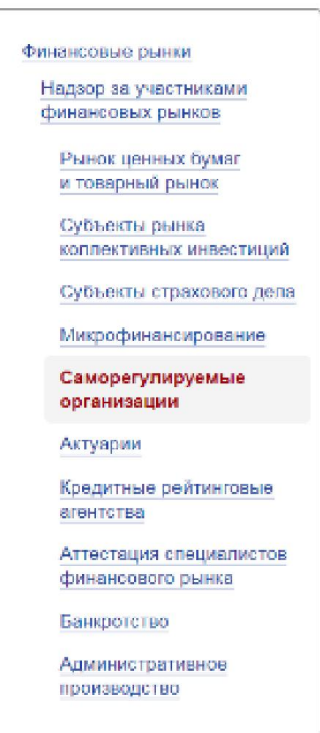 Финансовые рынки
Надзор за участниками
финансовых рынков
Рынок ценных бумаг
и товарный рынок
Субъекты рынка
коллективных инвестиций
Субъекты страхового дела
Микрофинансирование
Саморегулируемые
организации
Актуарии
Кредитные рейтинговые
агентства
Аттестация специалистов
финансового рынка
Банкротство
Административное
производство